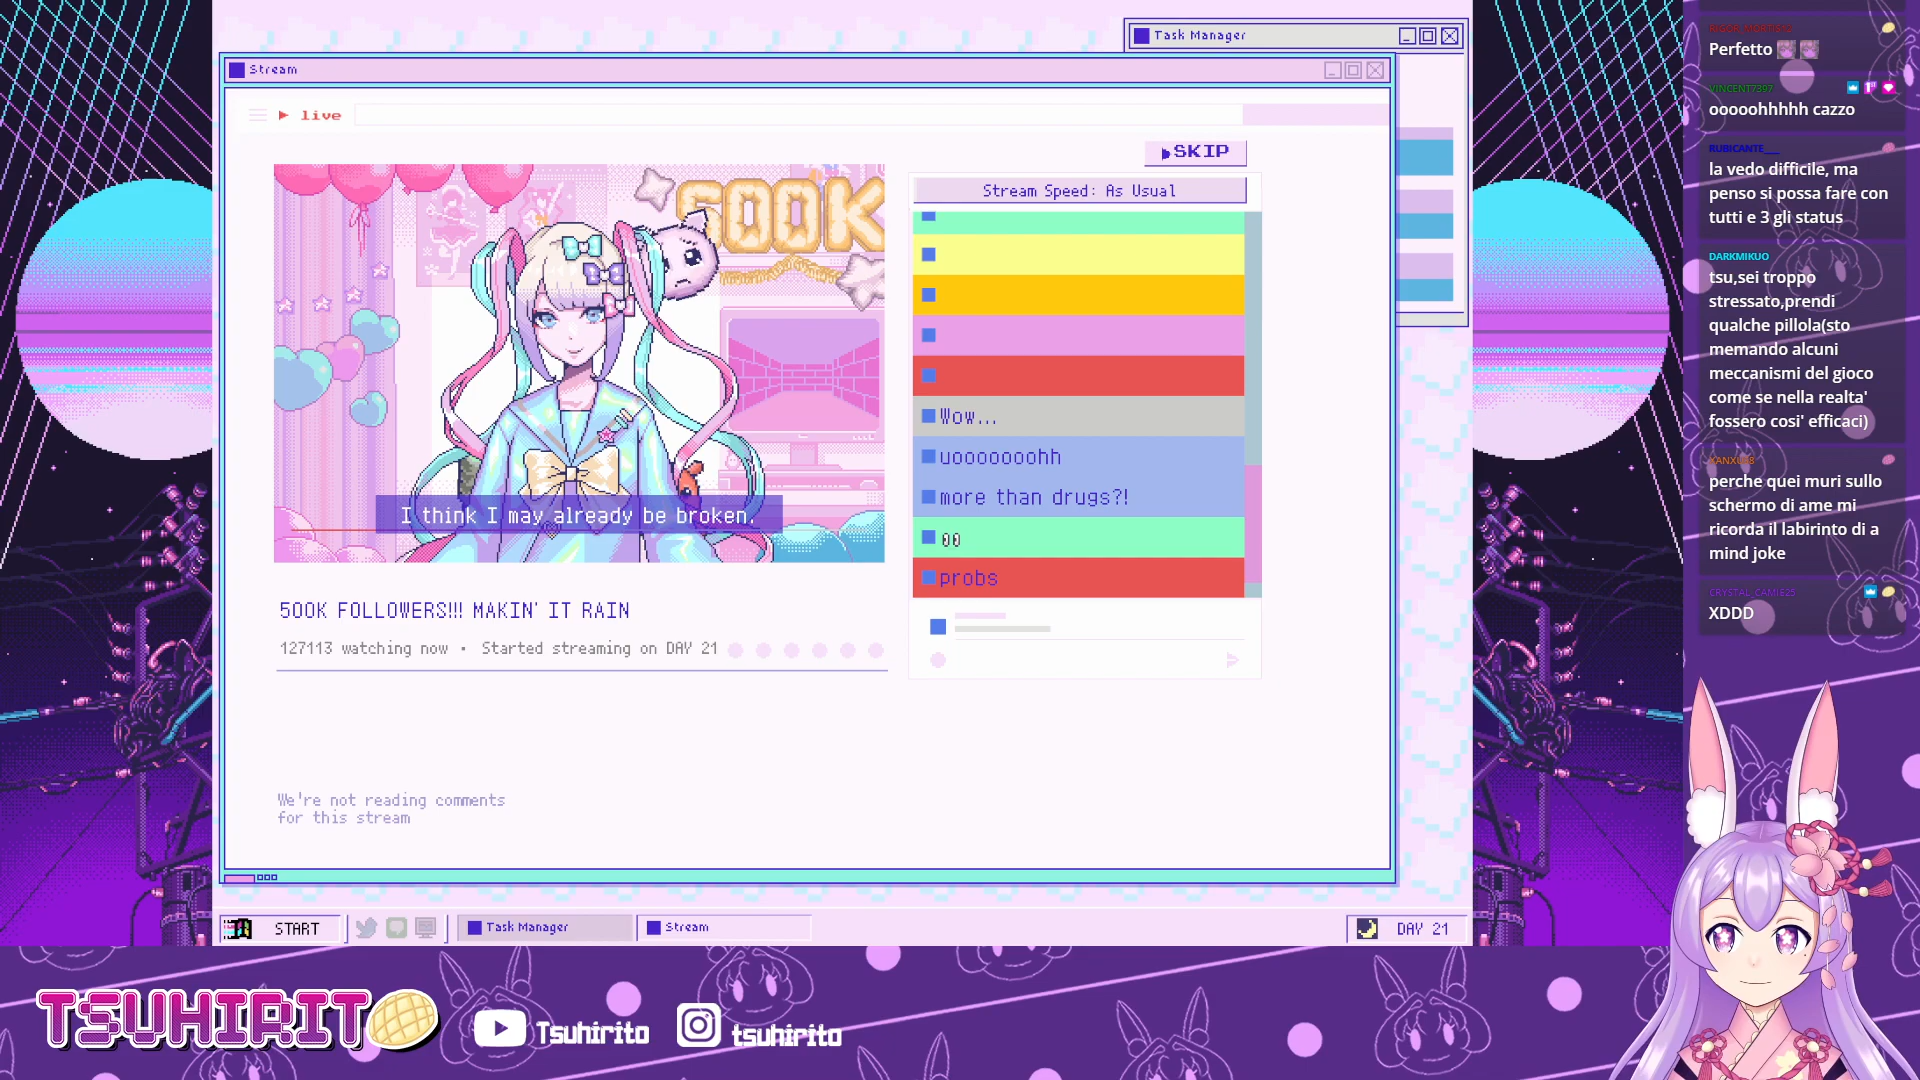 Task Manager
Stream
live
SKIP
Stream Speed: As Usual
500K
Wow...
uoooooooohh
more than drugs?!
probs
I think I may already be broken.
500K FOLLOWERS!!! MAKIN' IT RAIN
127113 watching now • Started streaming on DAY 21
We're not reading comments
for this stream
START
Task Manager
Stream
DAY 21
Perfetto
VINCENT7397
ooooohhhhh cazzo
RUBICANTE__
la vedo difficile, ma
penso si possa fare con
tutti e 3 gli status
DARKMIKUO
tsu,sei troppo
stressato,prendi
qualche pillola(sto
memando alcuni
meccanismi del gioco
come se nella realta'
fossero cosi' efficaci)
perche quei muri sullo
schermo di ame mi
ricorda il labirinto di a
mind joke
CRYSTAL_CAMIE25
XDDD
TSUHIRITO
Tsuhirito
tsuhirito